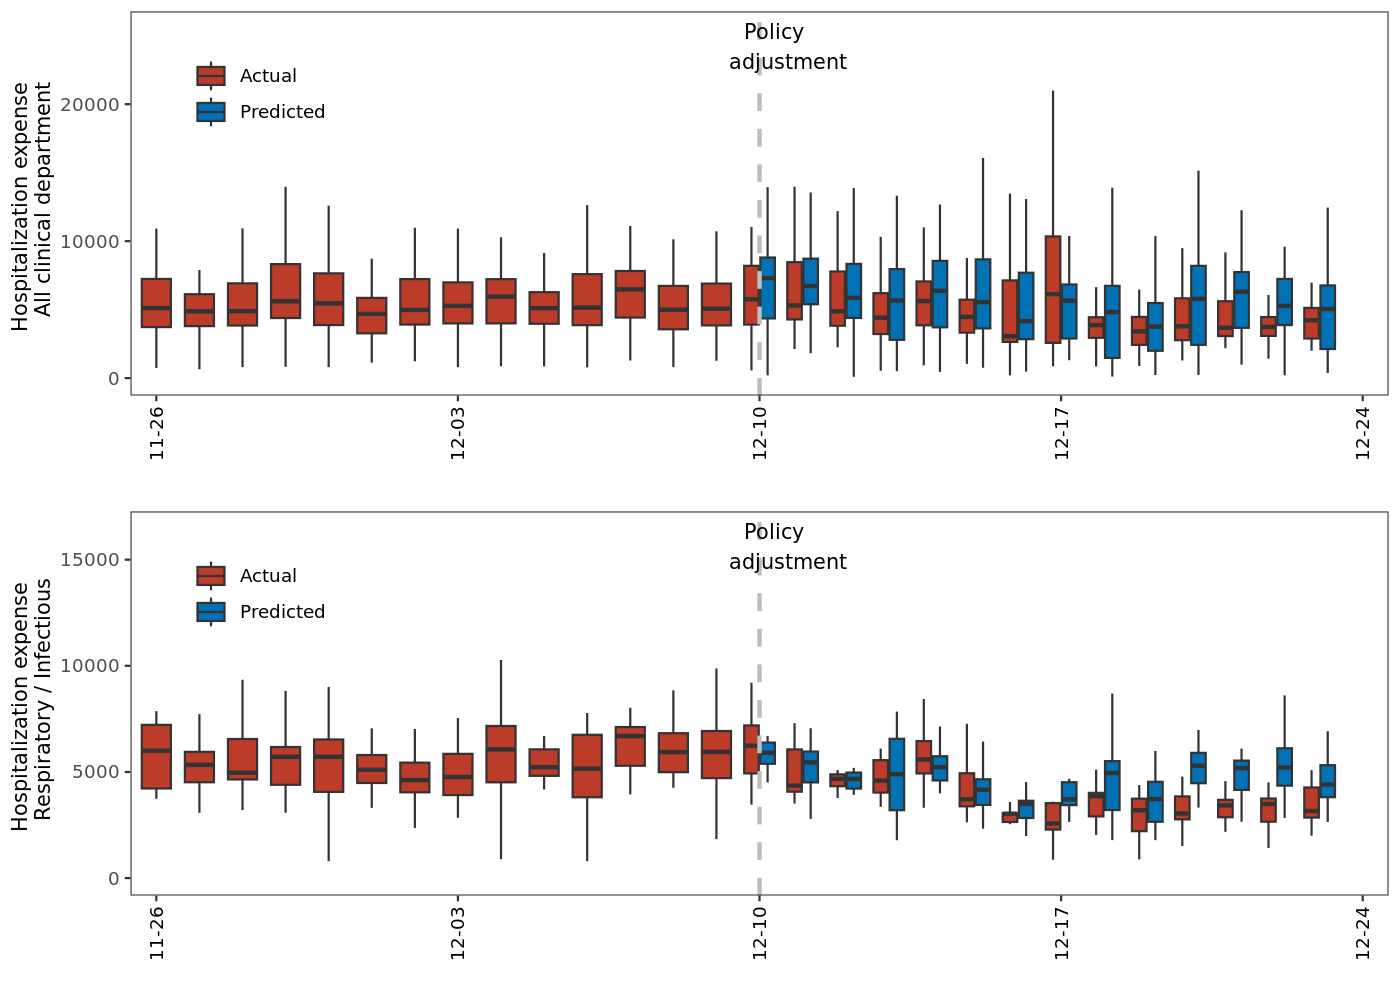 Policy
adjustment
Actual
Predicted
Hospitalization expense
All clinical department
20000
10000
0
11-26
12-03
12-10
12-17
12-24
Policy
adjustment
Actual
Predicted
Hospitalization expense
Respiratory / Infectious
15000
10000
5000
0
11-26
12-03
12-10
12-17
12-24